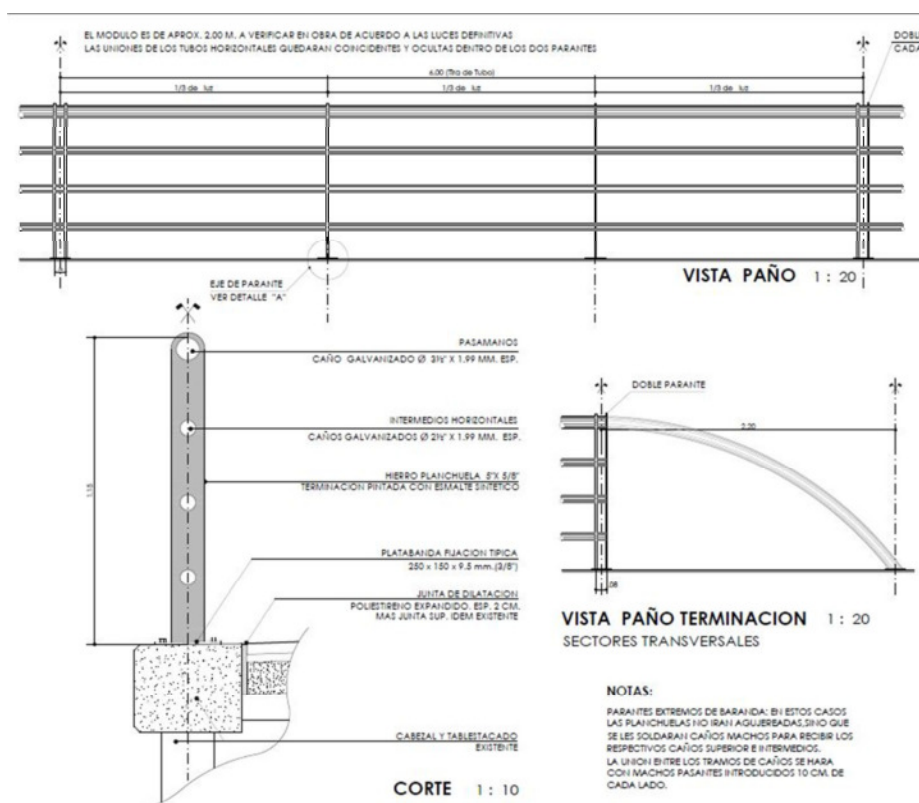 EL MODULO ES DE APROX. 2.00 M. A VERIFICAR EN OBRA DE ACUERDO A LAS LUCES DEFINITIVAS
LAS UNIONES DE LOS TUBOS HORIZONTALES QUEDARAN COINCIDENTES Y OCULTAS DENTRO DE LOS DOS PARANTES
DOBLE
CADA
6.00 (Tira de Tubo)
1/3 de luz
1/3 de luz
1/3 de luz
EJE DE PARANTE
VER DETALLE "A"
VISTA PAÑO 1 : 20
PASAMANOS
CAÑO GALVANIZADO Ø 3½" X 1.99 MM. ESP.
INTERMEDIOS HORIZONTALES
CAÑOS GALVANIZADOS Ø 2½" X 1.99 MM. ESP.
HIERRO PLANCHUELA 5"X 5/8"
TERMINACION PINTADA CON ESMALTE SINTETICO
1.15
PLATABANDA FIJACION TIPICA
250 x 150 x 9.5 mm.(3/8")
JUNTA DE DILATACION
POLIESTIRENO EXPANDIDO. ESP. 2 CM.
MAS JUNTA SUP. IDEM EXISTENTE
CABEZAL Y TABLESTACADO
EXISTENTE
CORTE 1 : 10
DOBLE PARANTE
2.20
.08
VISTA PAÑO TERMINACION 1 : 20
SECTORES TRANSVERSALES
NOTAS:
PARANTES EXTREMOS DE BARANDA: EN ESTOS CASOS
LAS PLANCHUELAS NO IRAN AGUJEREADAS,SINO QUE
SE LES SOLDARAN CAÑOS MACHOS PARA RECIBIR LOS
RESPECTIVOS CAÑOS SUPERIOR E INTERMEDIOS.
LA UNION ENTRE LOS TRAMOS DE CAÑOS SE HARA
CON MACHOS PASANTES INTRODUCIDOS 10 CM. DE
CADA LADO.